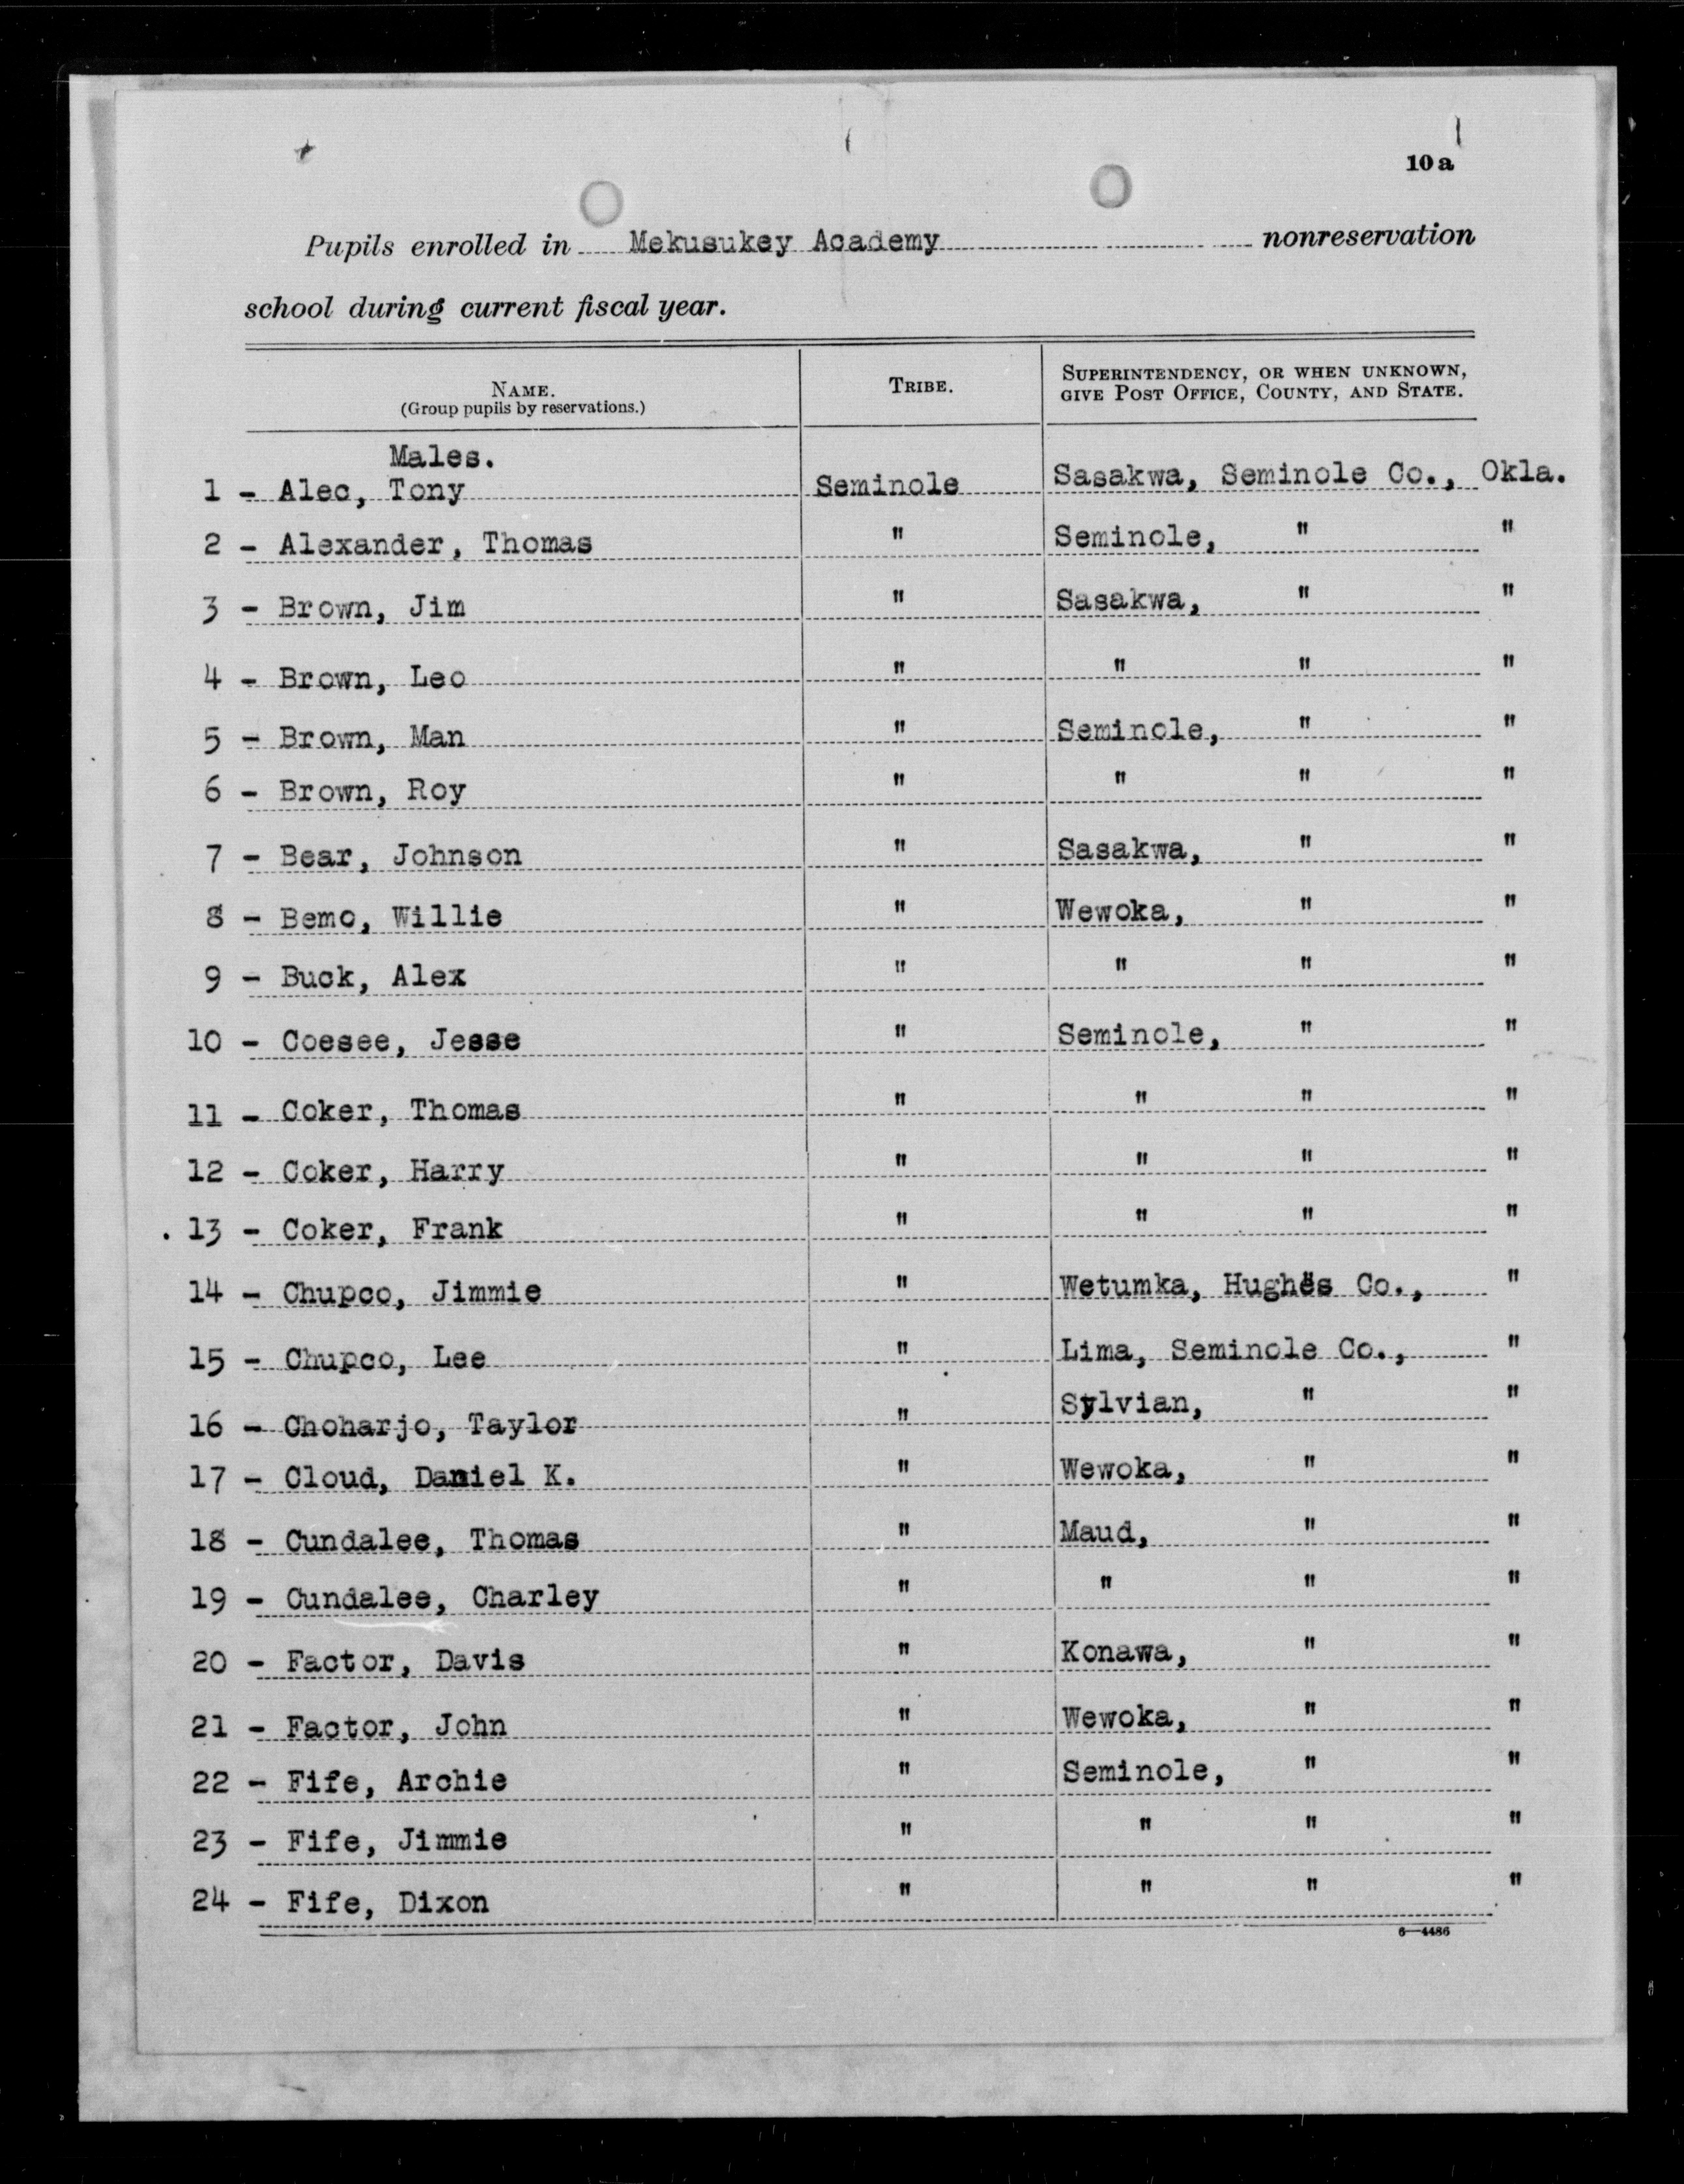 10a
Pupils enrolled in Mekusukey Academy nonreservation
school during current fiscal year.
NAME. TRIBE. SUPERINTENDENCY, OR WHEN UNKNOWN,
(Group pupils by reservations.) GIVE POST OFFICE, COUNTY, AND STATE.
Males.
1 - Alec, Tony Seminole Sasakwa, Seminole Co., Okla.
2 - Alexander, Thomas " Seminole, " "
3 - Brown, Jim " Sasakwa, " "
4 - Brown, Leo " " " "
5 - Brown, Man " Seminole, " "
6 - Brown, Roy " " " "
7 - Bear, Johnson " Sasakwa, " "
8 - Bemo, Willie " Wewoka, " "
9 - Buck, Alex " " " "
10 - Coesee, Jesse " Seminole, " "
11 - Coker, Thomas " " " "
12 - Coker, Harry " " " "
13 - Coker, Frank " " " "
14 - Chupco, Jimmie " Wetumka, Hughes Co., "
15 - Chupco, Lee " Lima, Seminole Co., "
16 - Choharjo, Taylor " Sylvian, " "
17 - Cloud, Daniel K. " Wewoka, " "
18 - Cundalee, Thomas " Maud, " "
19 - Cundalee, Charley " " " "
20 - Factor, Davis " Konawa, " "
21 - Factor, John " Wewoka, " "
22 - Fife, Archie " Seminole, " "
23 - Fife, Jimmie " " " "
24 - Fife, Dixon " " " "
6—4486